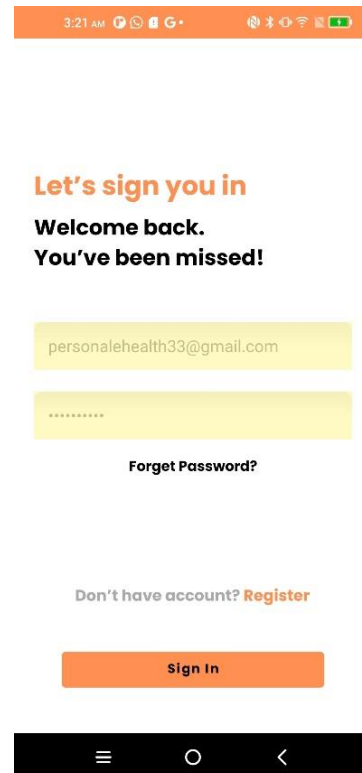 3:21 AM
Let's sign you in
Welcome back.
You've been missed!
personalehealth33@gmail.com
••••••••••
Forget Password?
Don't have account? Register
Sign In